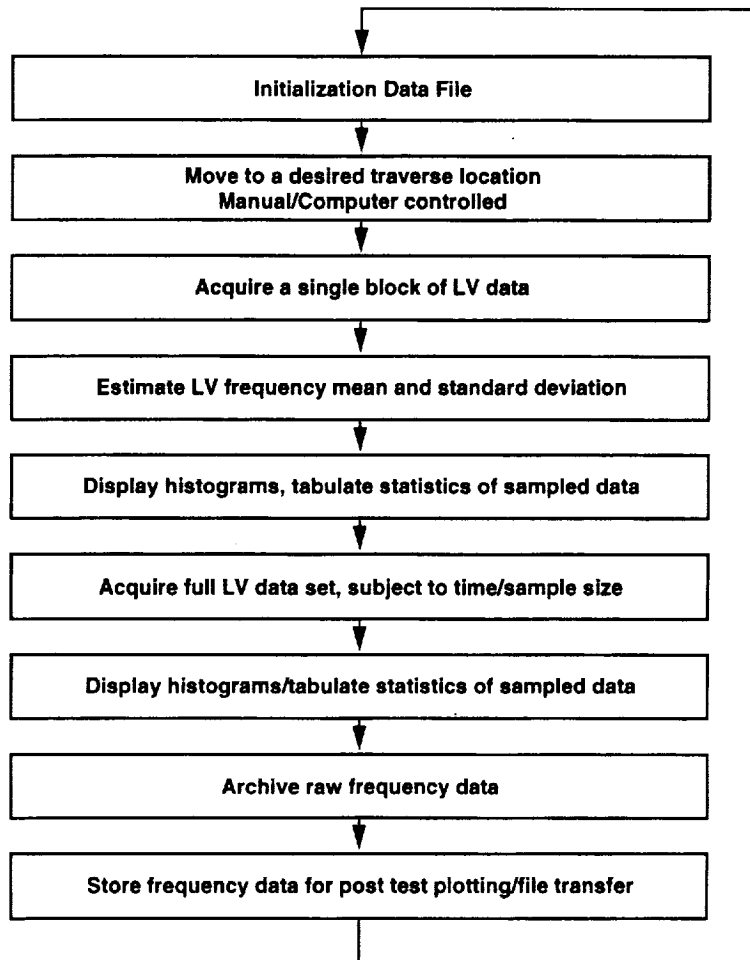 Initialization Data File
Move to a desired traverse location
Manual/Computer controlled
Acquire a single block of LV data
Estimate LV frequency mean and standard deviation
Display histograms, tabulate statistics of sampled data
Acquire full LV data set, subject to time/sample size
Display histograms/tabulate statistics of sampled data
Archive raw frequency data
Store frequency data for post test plotting/file transfer